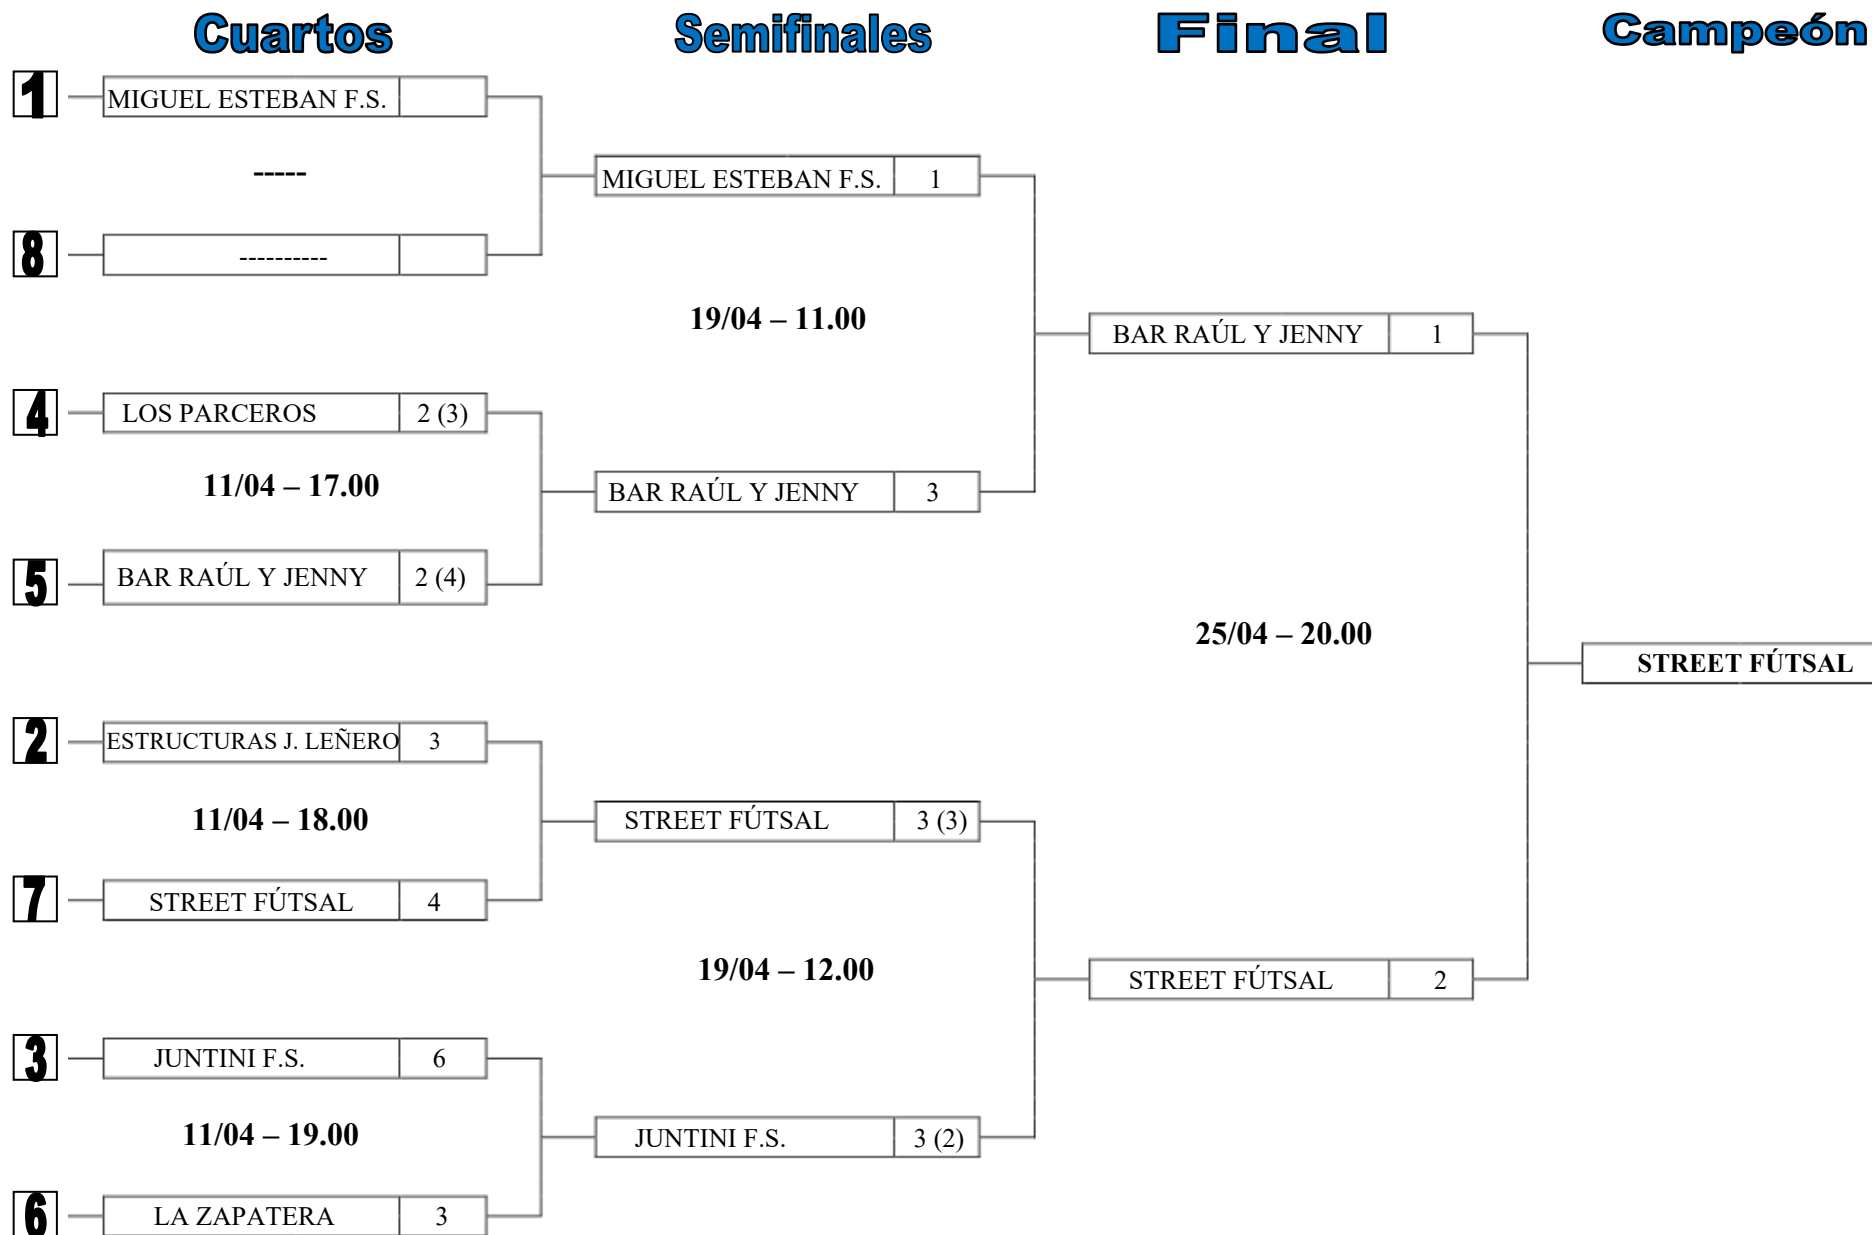 Cuartos Semifinales Final Campeón
1 MIGUEL ESTEBAN F.S.
-----
MIGUEL ESTEBAN F.S. 1
8 ----------
19/04 – 11.00
BAR RAÚL Y JENNY 1
4 LOS PARCEROS 2 (3)
11/04 – 17.00
BAR RAÚL Y JENNY 3
5 BAR RAÚL Y JENNY 2 (4)
25/04 – 20.00
STREET FÚTSAL
2 ESTRUCTURAS J. LEÑERO 3
11/04 – 18.00
STREET FÚTSAL 3 (3)
7 STREET FÚTSAL 4
19/04 – 12.00
STREET FÚTSAL 2
3 JUNTINI F.S. 6
11/04 – 19.00
JUNTINI F.S. 3 (2)
6 LA ZAPATERA 3